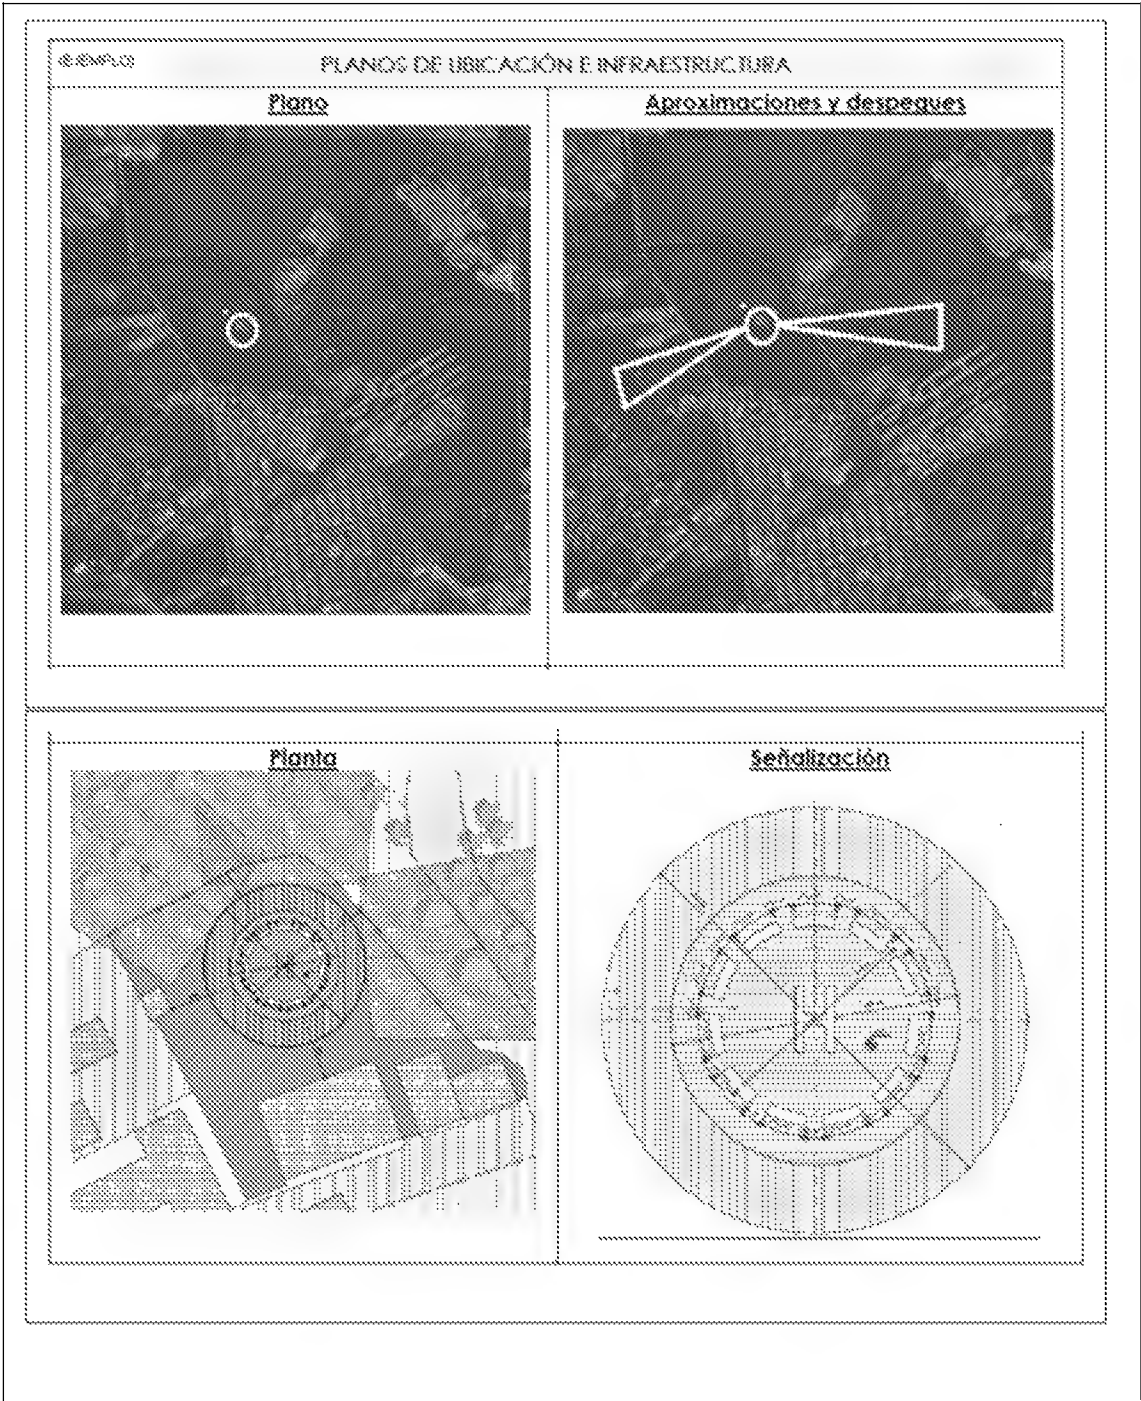 (EJEMPLO)
PLANOS DE UBICACIÓN E INFRAESTRUCTURA
Plano
Aproximaciones y despegues
Planta
Señalización
H